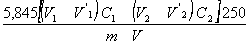 5,845[(V₁ V'₁)C₁ (V₂ V'₂)C₂]250
m V